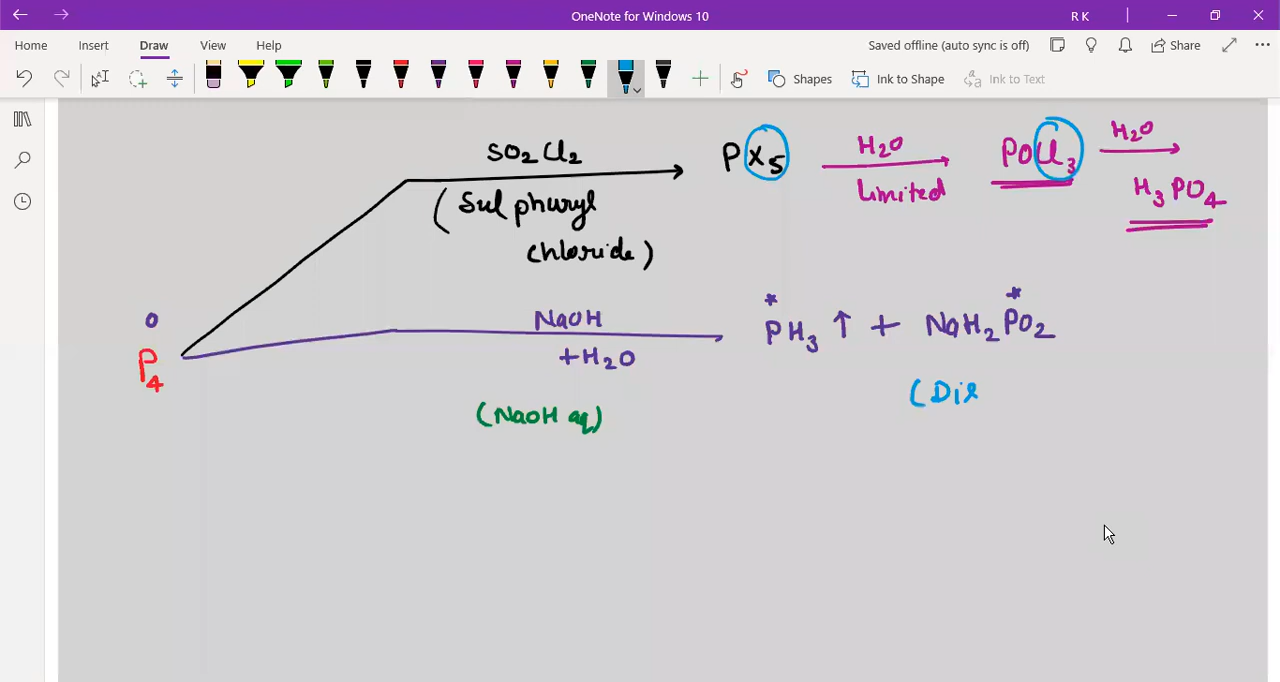 OneNote for Windows 10
R K
Home Insert Draw View Help
Saved offline (auto sync is off)
Share
Shapes
Ink to Shape
Ink to Text
SO2Cl2
(Sulphuryl
chloride)
PX5
H2O
Limited
POCl3
H2O
H3PO4
0
P4
NaOH
+H2O
(NaOH aq)
* *
PH3 ↑ + NaH2PO2
(Dis